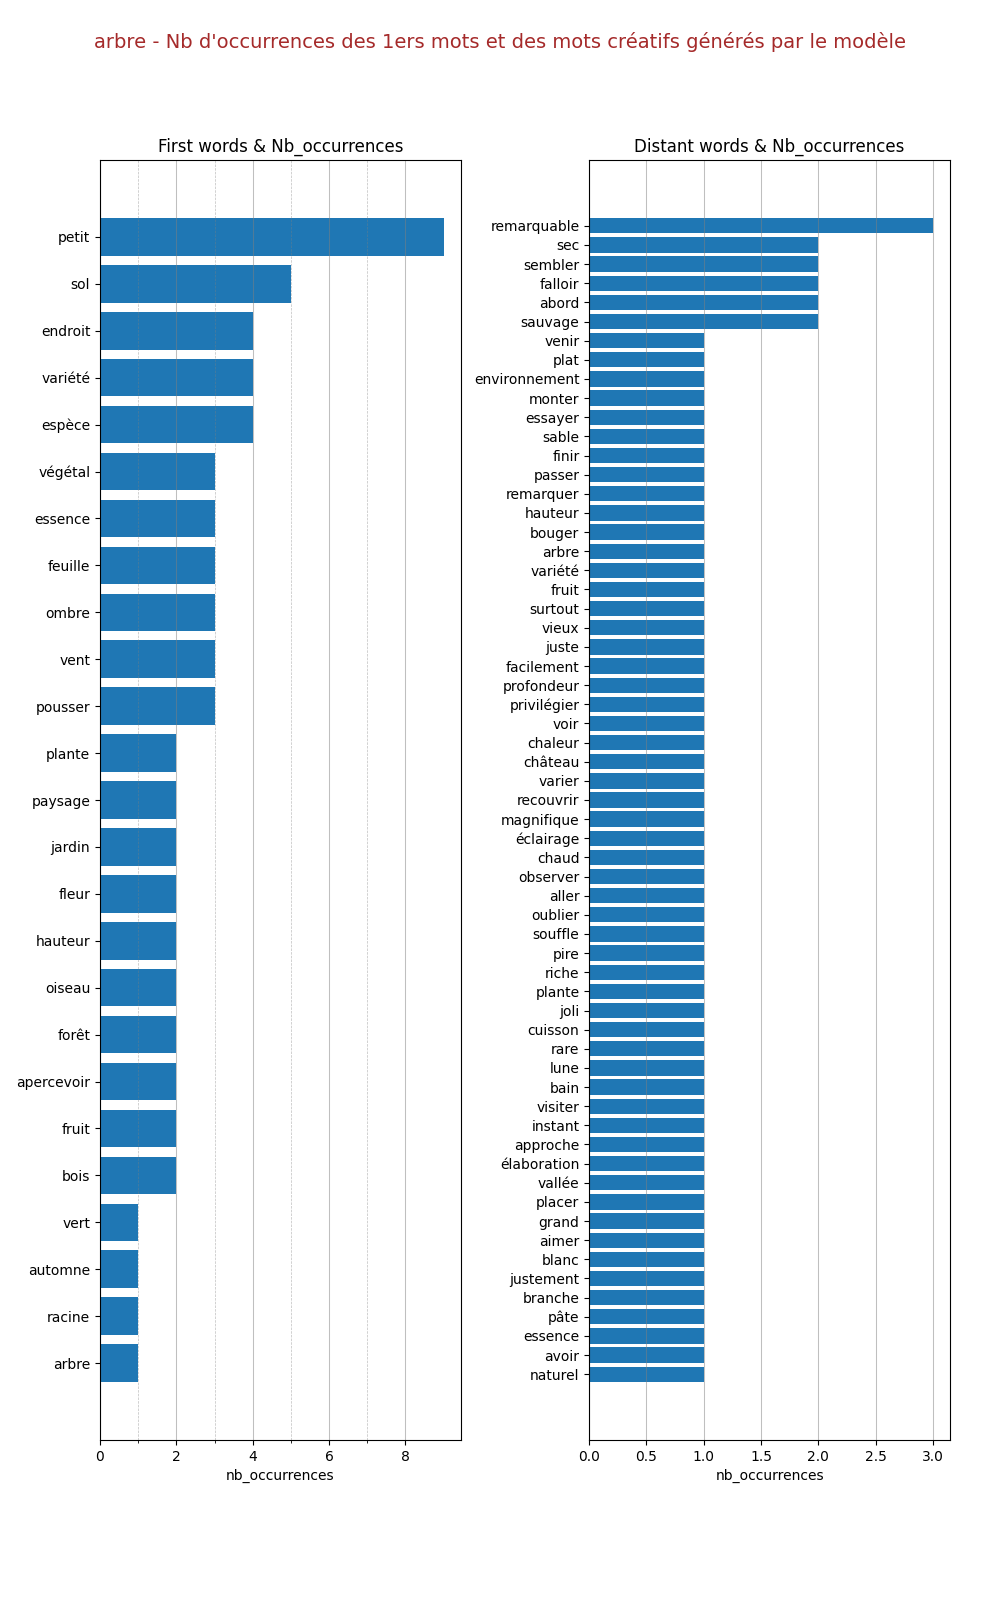 arbre - Nb d'occurrences des 1ers mots et des mots créatifs générés par le modèle
First words & Nb_occurrences
petit
sol
endroit
variété
espèce
végétal
essence
feuille
ombre
vent
pousser
plante
paysage
jardin
fleur
hauteur
oiseau
forêt
apercevoir
fruit
bois
vert
automne
racine
arbre
0 2 4 6 8
nb_occurrences
Distant words & Nb_occurrences
remarquable
sec
sembler
falloir
abord
sauvage
venir
plat
environnement
monter
essayer
sable
finir
passer
remarquer
hauteur
bouger
arbre
variété
fruit
surtout
vieux
juste
facilement
profondeur
privilégier
voir
chaleur
château
varier
recouvrir
magnifique
éclairage
chaud
observer
aller
oublier
souffle
pire
riche
plante
joli
cuisson
rare
lune
bain
visiter
instant
approche
élaboration
vallée
placer
grand
aimer
blanc
justement
branche
pâte
essence
avoir
naturel
0.0 0.5 1.0 1.5 2.0 2.5 3.0
nb_occurrences